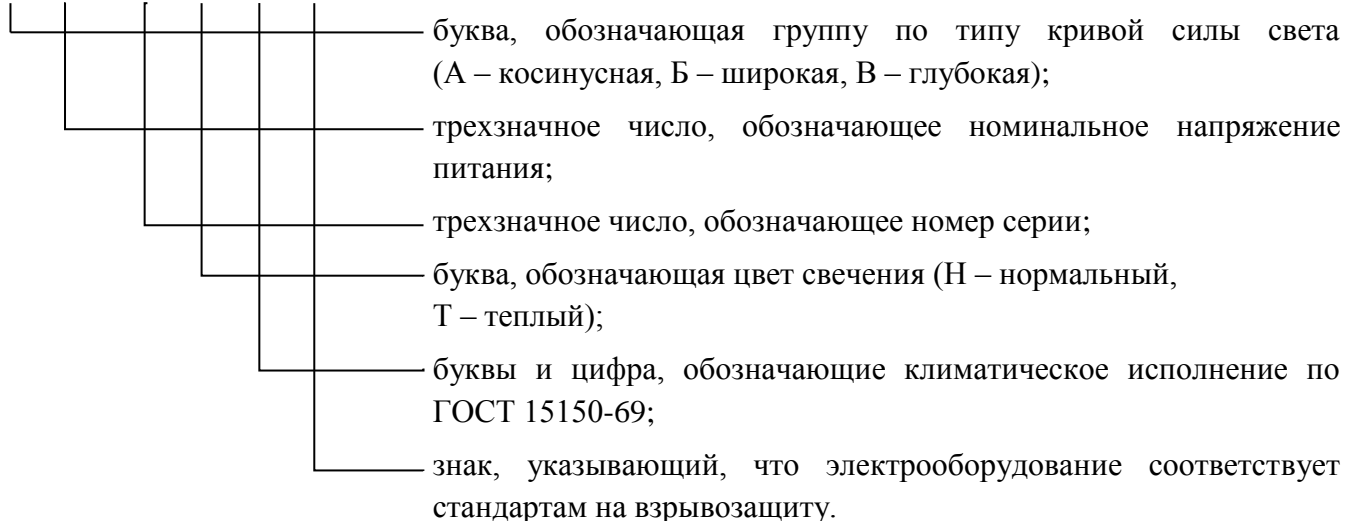 буква, обозначающая группу по типу кривой силы света
(А – косинусная, Б – широкая, В – глубокая);
трехзначное число, обозначающее номинальное напряжение
питания;
трехзначное число, обозначающее номер серии;
буква, обозначающая цвет свечения (Н – нормальный,
Т – теплый);
буквы и цифра, обозначающие климатическое исполнение по
ГОСТ 15150-69;
знак, указывающий, что электрооборудование соответствует
стандартам на взрывозащиту.